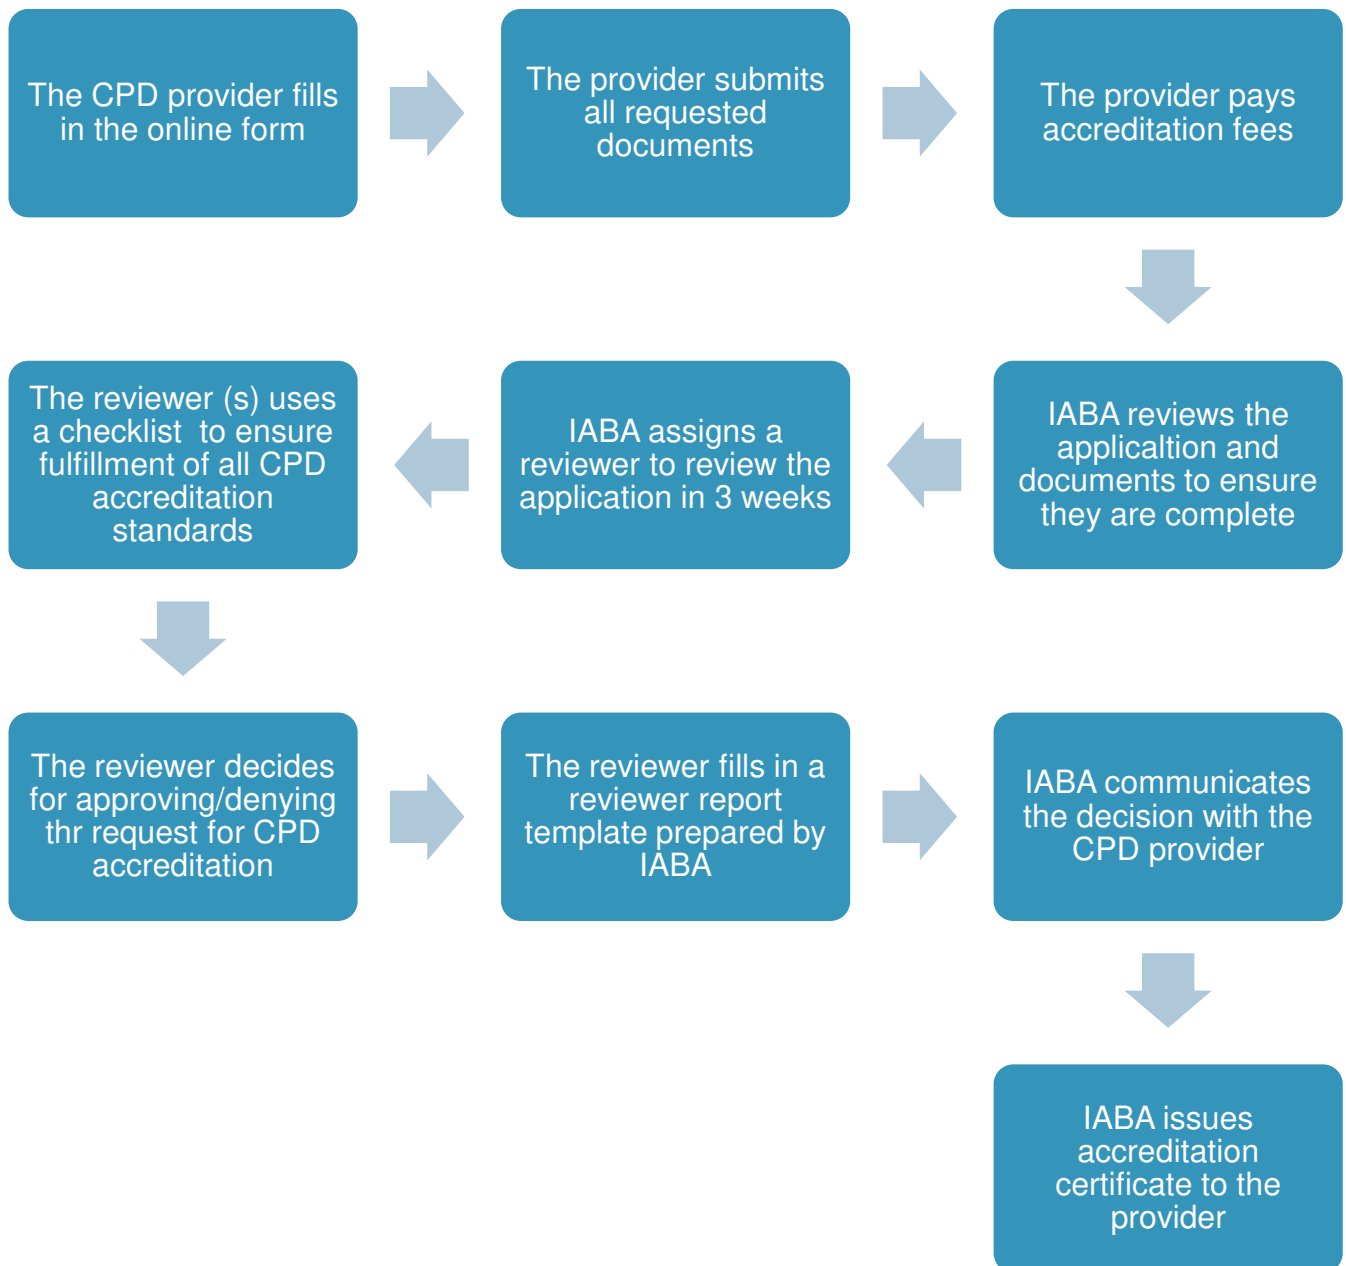 The CPD provider fills
in the online form
The provider submits
all requested
documents
The provider pays
accreditation fees
IABA reviews the
applicaltion and
documents to ensure
they are complete
IABA assigns a
reviewer to review the
application in 3 weeks
The reviewer (s) uses
a checklist  to ensure
fulfillment of all CPD
accreditation
standards
The reviewer decides
for approving/denying
thr request for CPD
accreditation
The reviewer fills in a
reviewer report
template prepared by
IABA
IABA communicates
the decision with the
CPD provider
IABA issues
accreditation
certificate to the
provider